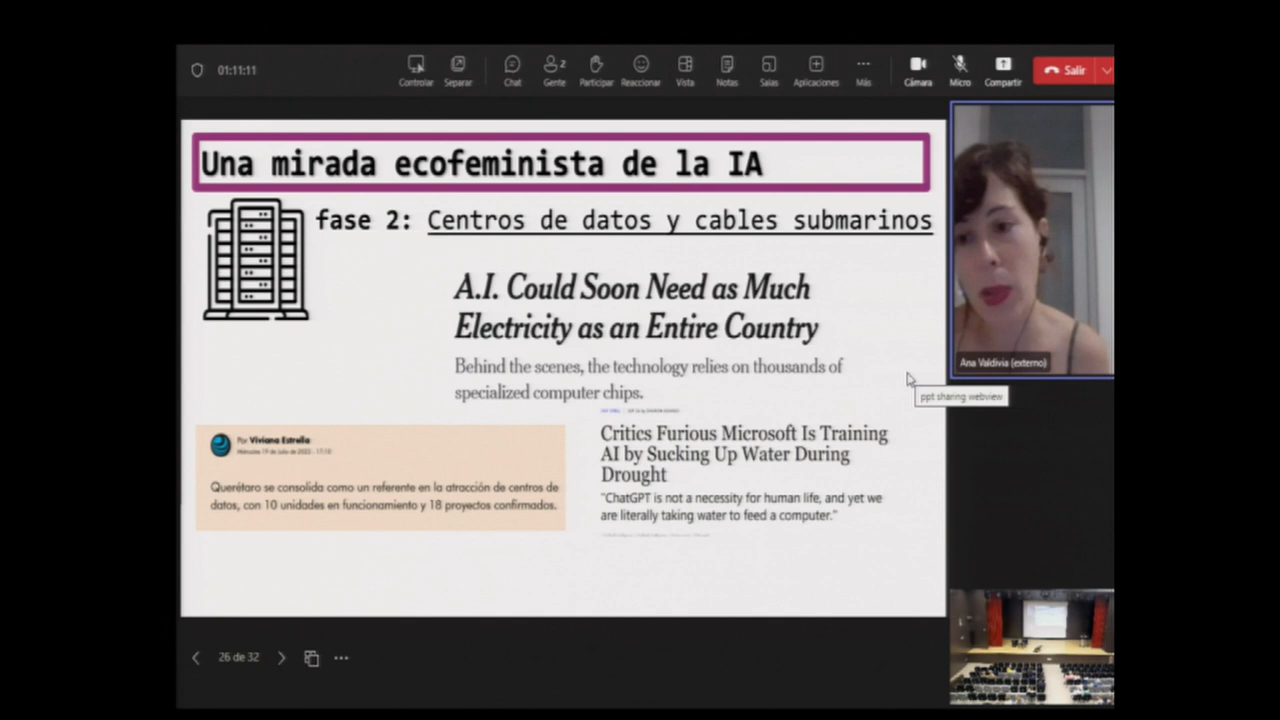 01:11:11
Controlar
Separar
Chat
2
Gente
Participar
Reaccionar
Vista
Notas
Salas
Aplicaciones
Más
Cámara
Micro
Compartir
Salir
Una mirada ecofeminista de la IA
fase 2: Centros de datos y cables submarinos
A.I. Could Soon Need as Much
Electricity as an Entire Country
Behind the scenes, the technology relies on thousands of
specialized computer chips.
Por Viviana Estrella
Querétaro se consolida como un referente en la atracción de centros de
datos, con 10 unidades en funcionamiento y 18 proyectos confirmados.
Critics Furious Microsoft Is Training
AI by Sucking Up Water During
Drought
"ChatGPT is not a necessity for human life, and yet we
are literally taking water to feed a computer."
Ana Valdivia (externo)
ppt sharing webview
26 de 32